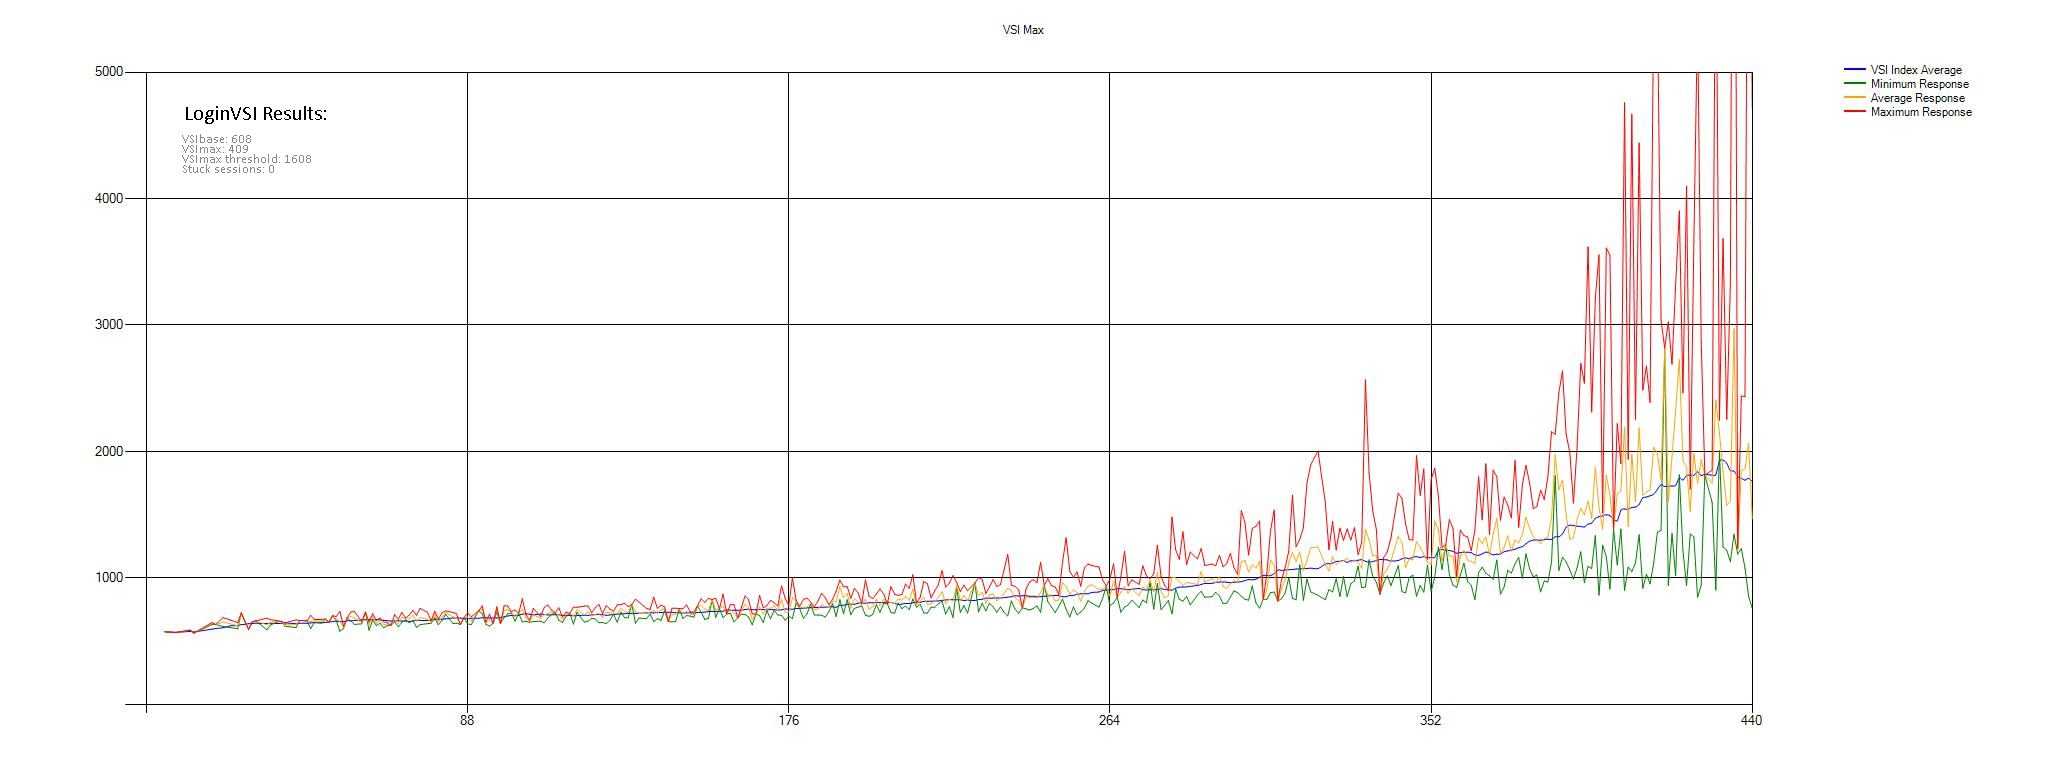 VSI Max
5000
4000
3000
2000
1000
LoginVSI Results:
VSIbase: 608
VSImax: 409
VSImax threshold: 1608
Stuck sessions: 0
VSI Index Average
Minimum Response
Average Response
Maximum Response
88
176
264
352
440